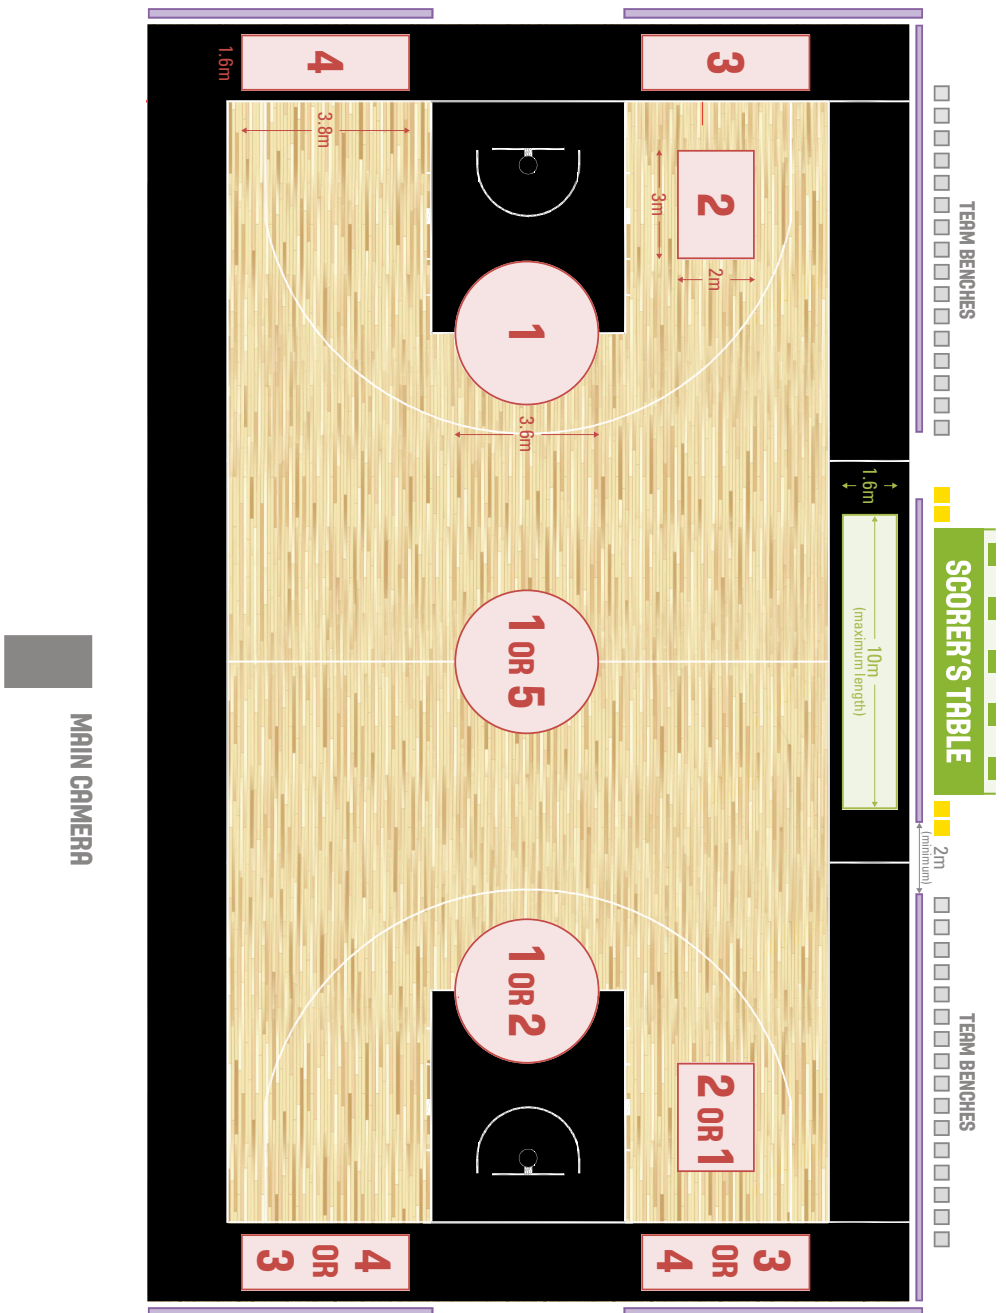 4
3
1.6m
3.8m
2
3m
2m
TEAM BENCHES
1
3.6m
1.6m
10m
(maximum length)
SCORER'S TABLE
1 OR 5
MAIN CAMERA
2m
(minimum)
1 OR 2
2 OR 1
TEAM BENCHES
4 OR 3
3 OR 4